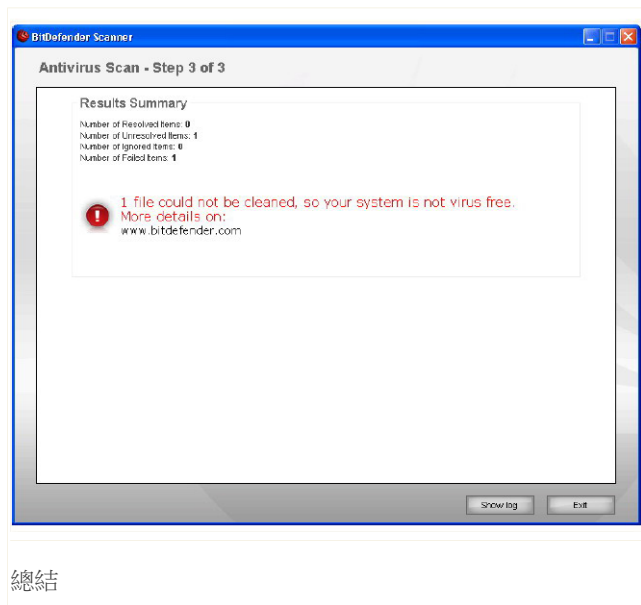 BitDefender Scanner
Antivirus Scan - Step 3 of 3
Results Summary
Number of Resolved Items: 0
Number of Unresolved Items: 1
Number of Ignored Items: 0
Number of Failed Items: 1
1 file could not be cleaned, so your system is not virus free.
More details on:
www.bitdefender.com
Show log
Exit
總結